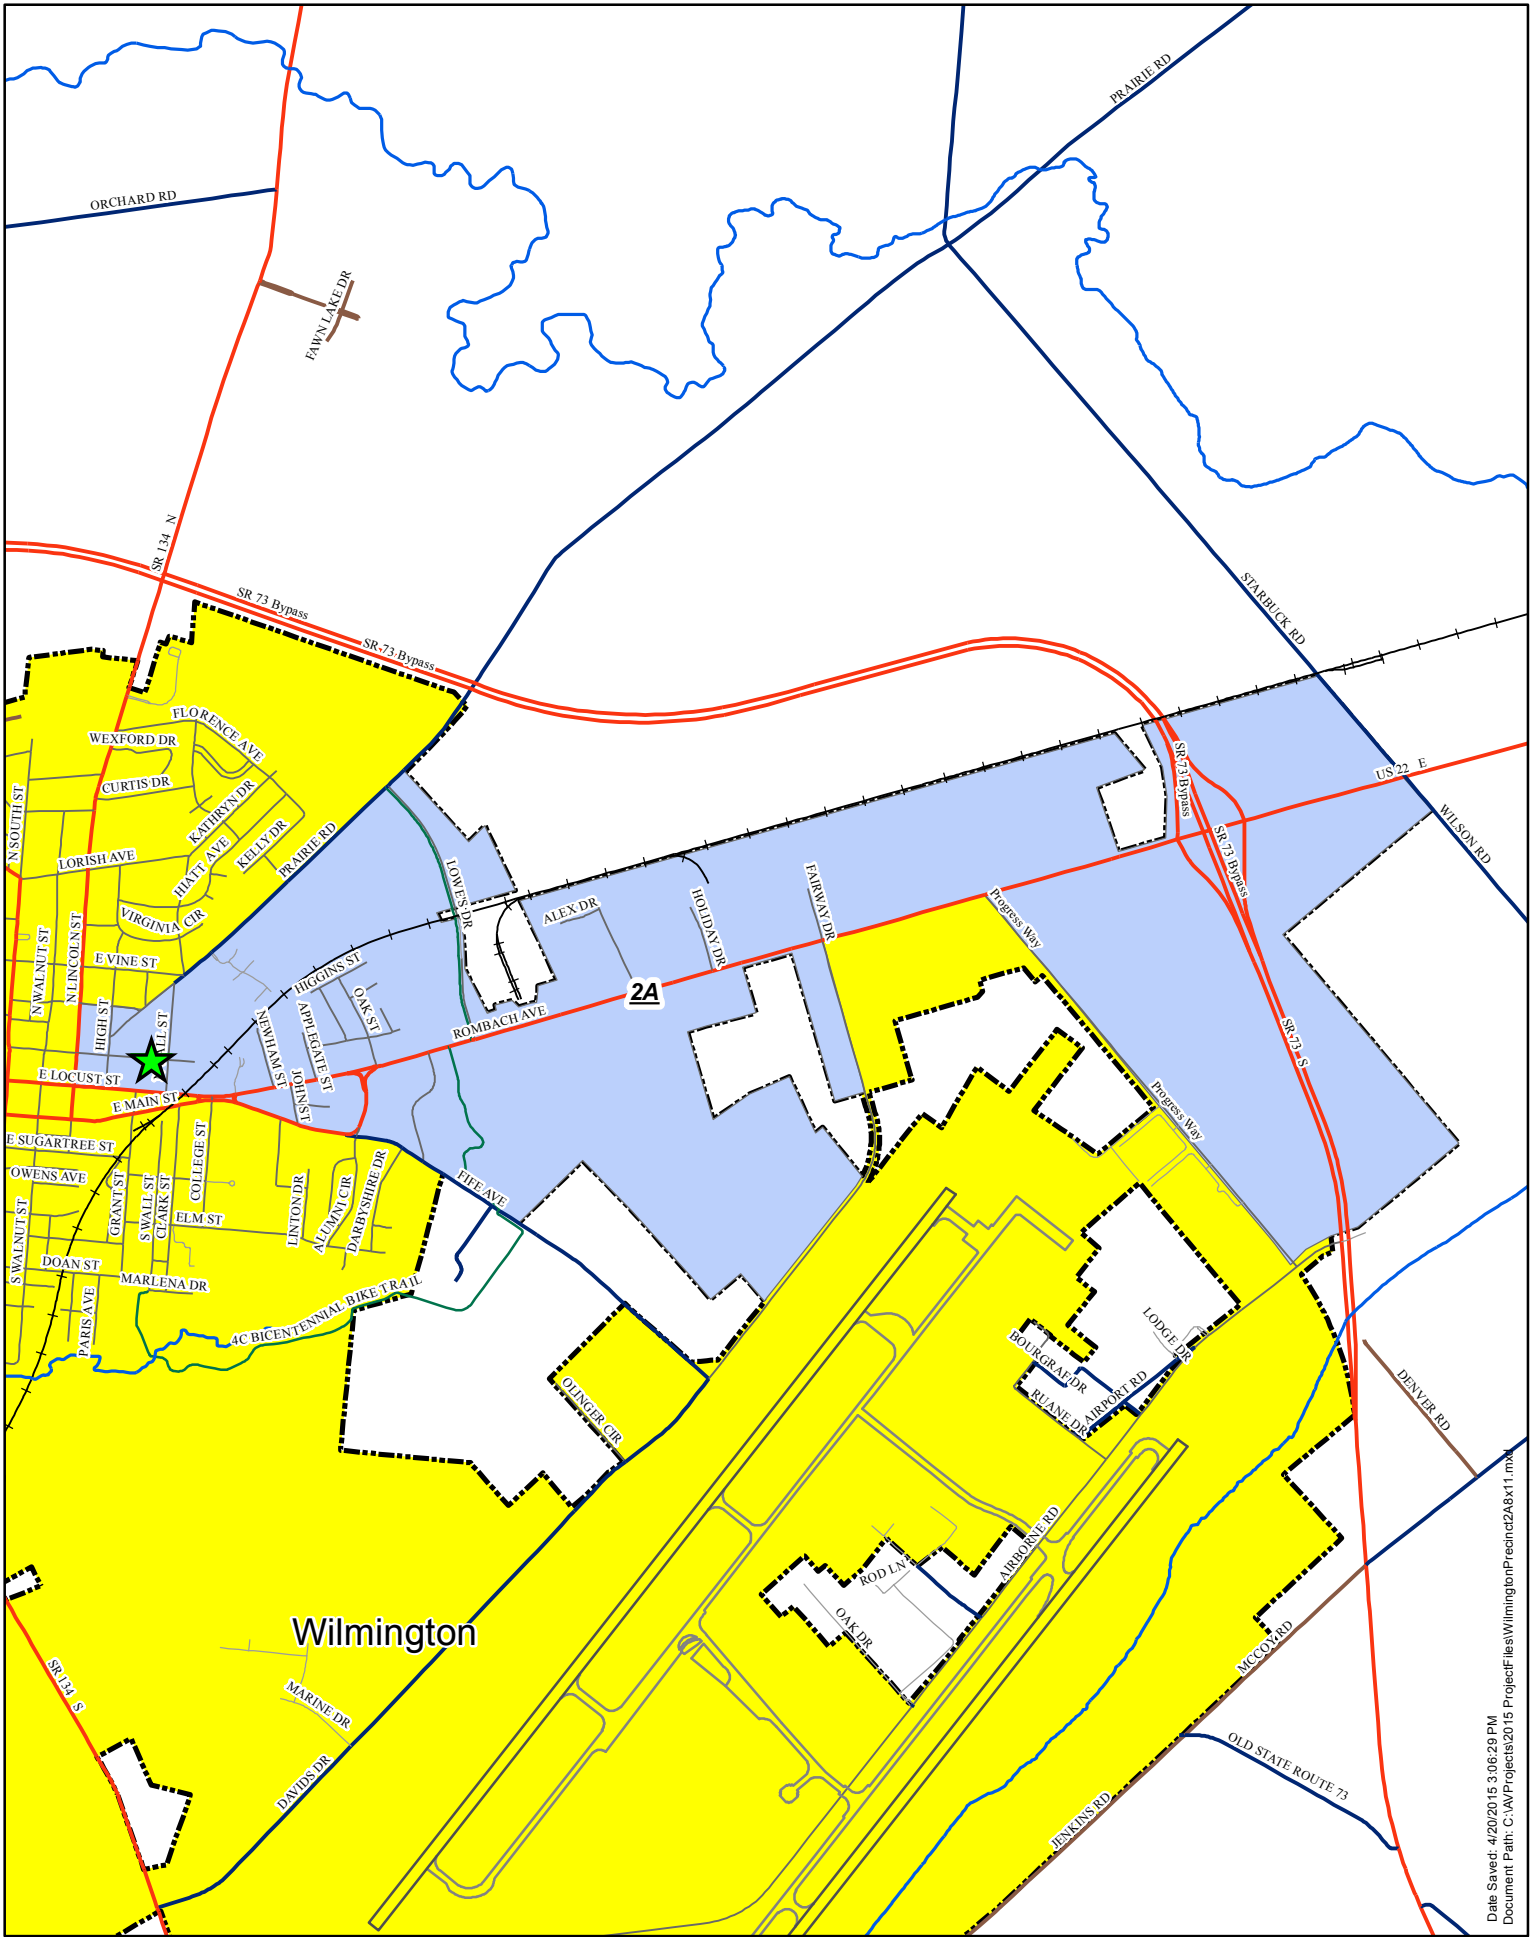 PRAIRIE RD
ORCHARD RD
FAWN LAKE DR
SR 134 N
SR 73 Bypass
SR 73 Bypass
STARBUCK RD
FLORENCE AVE
WEXFORD DR
CURTIS DR
KATHRYN DR
N SOUTH ST
HIATT AVE
KELLY DR
LORISH AVE
PRAIRIE RD
VIRGINIA CIR
N WALNUT ST
N LINCOLN ST
E VINE ST
HIGH ST
LOWE'S DR
ALEX DR
HOLIDAY DR
FAIRWAY DR
SR 73 Bypass
US 22 E
SR 73 Bypass
WILSON RD
Progress Way
HIGGINS ST
OAK ST
2A
NEWHAM ST
APPLEGATE ST
ROMBACH AVE
SR 73 S
E LOCUST ST
JOHN ST
E MAIN ST
E SUGARTREE ST
Progress Way
OWENS AVE
COLLEGE ST
GRANT ST
S WALL ST
CLARK ST
ELM ST
LINTON DR
ALUMNI CIR
DARBYSHIRE DR
FIFE AVE
S WALNUT ST
DOAN ST
MARLENA DR
PARIS AVE
4C BICENTENNIAL BIKE TRAIL
LODGE DR
BOURGRAF DR
RUANE DR
AIRPORT RD
OLINGER CIR
DENVER RD
AIRBORNE RD
ROD LN
OAK DR
Wilmington
MCCOY RD
SR 134 S
MARINE DR
DAVIDS DR
OLD STATE ROUTE 73
JENKINS RD
Date Saved: 4/20/2015 3:06:29 PM
Document Path: C:\AVProjects\2015 ProjectFiles\WilmingtonPrecinct2A8x11.mxd